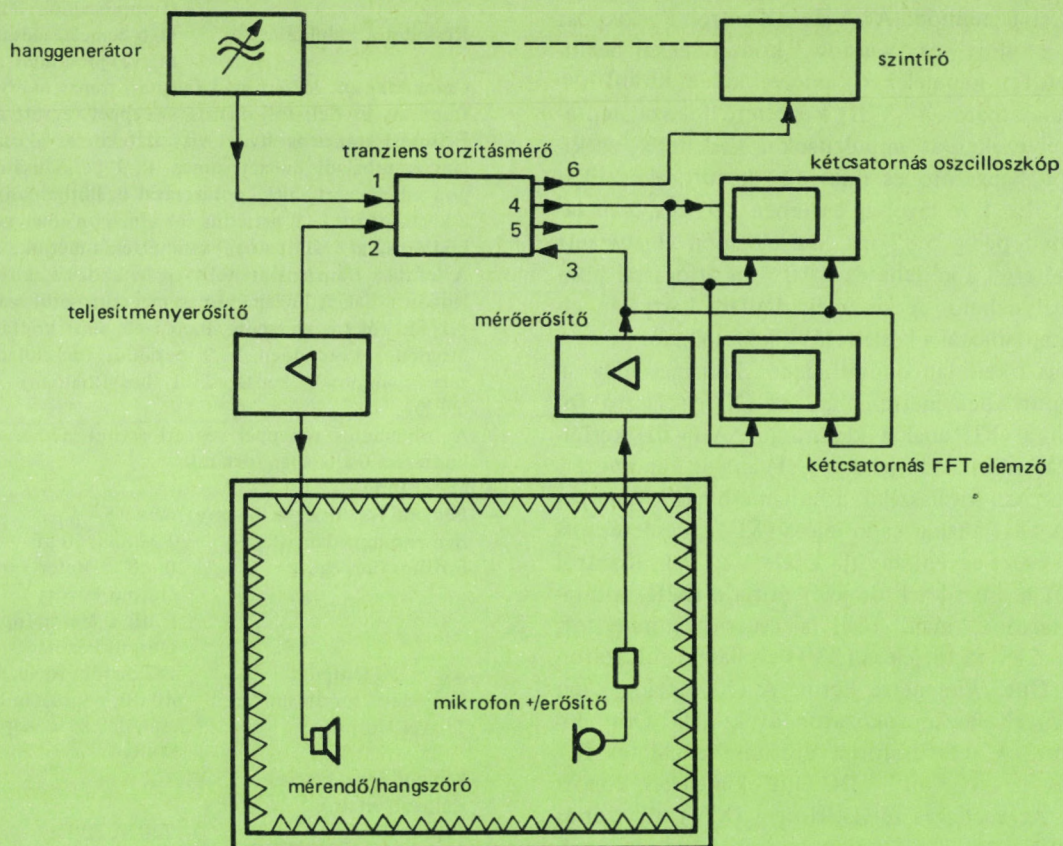 hanggenerátor
szintíró
tranziens torzításmérő
6
kétcsatornás oszcilloszkóp
1
4
5
2
3
teljesítményerősítő
mérőerősítő
kétcsatornás FFT elemző
mikrofon +/erősítő
mérendő/hangszóró